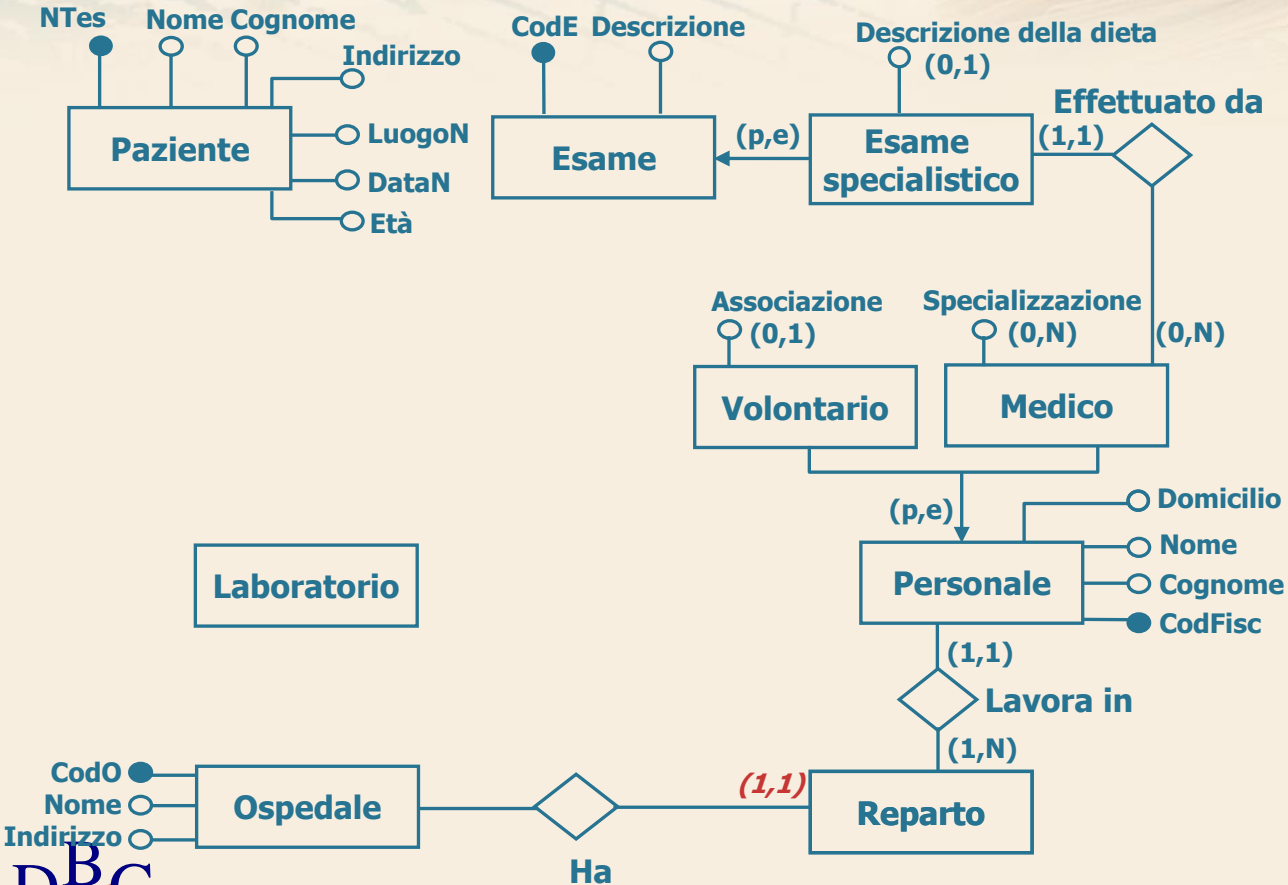 NTes
Nome Cognome
Indirizzo
Paziente
LuogoN
DataN
Età
CodE Descrizione
Esame
(p,e)
Descrizione della dieta
(0,1)
Esame
specialistico
Effettuato da
(1,1)
(0,N)
Associazione
(0,1)
Volontario
Specializzazione
(0,N)
Medico
(p,e)
Personale
Domicilio
Nome
Cognome
CodFisc
(1,1)
Lavora in
(1,N)
Laboratorio
CodO
Nome
Indirizzo
Ospedale
Ha
(1,1)
Reparto
DBG